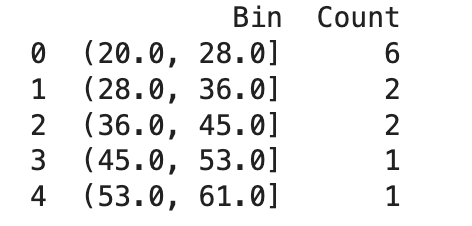 Bin Count
0 (20.0, 28.0] 6
1 (28.0, 36.0] 2
2 (36.0, 45.0] 2
3 (45.0, 53.0] 1
4 (53.0, 61.0] 1